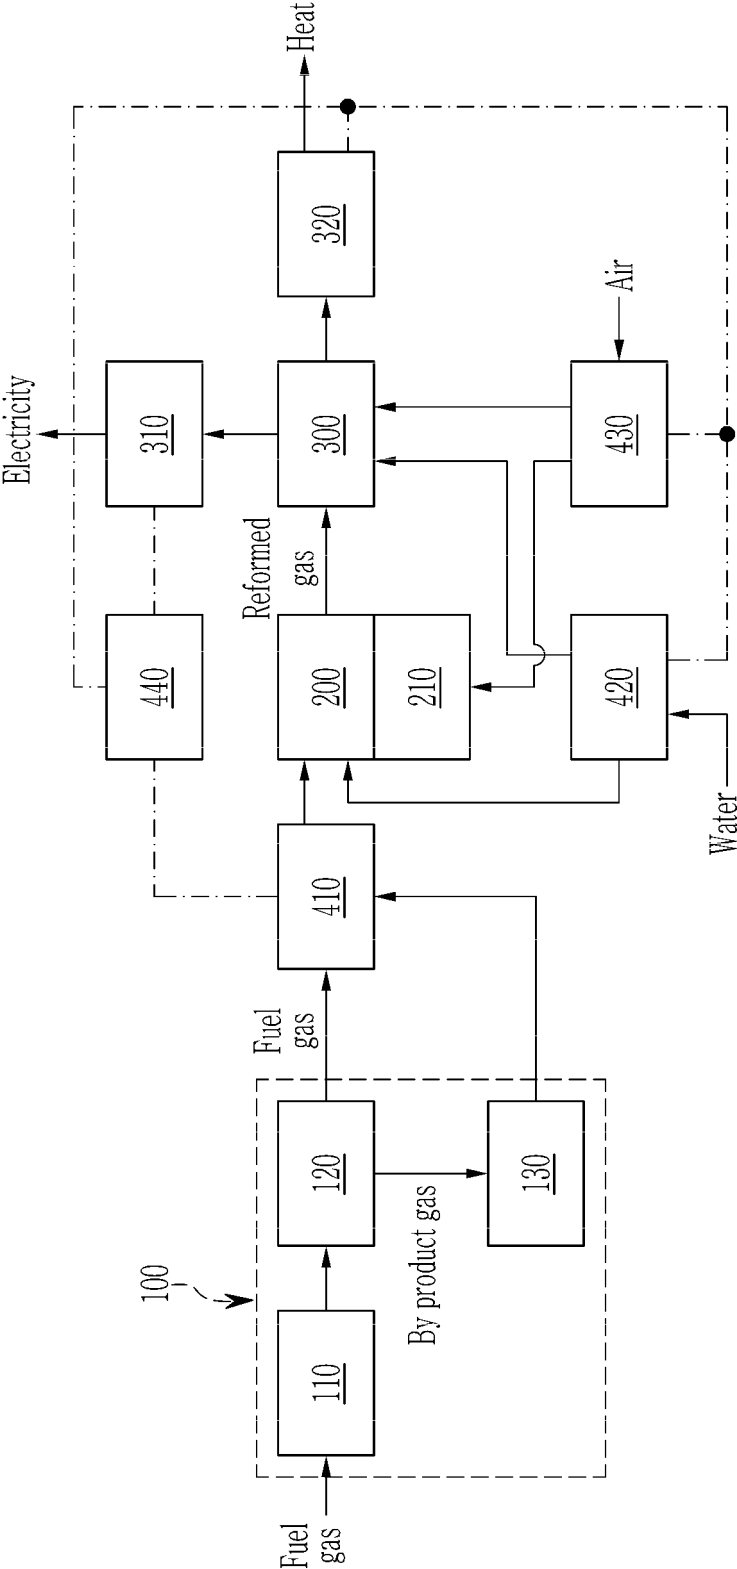 Electricity
Heat
310
440
320
300
Reformed
gas
200
210
410
Fuel
gas
Air
430
420
Water
100
120
110
By product gas
130
Fuel
gas